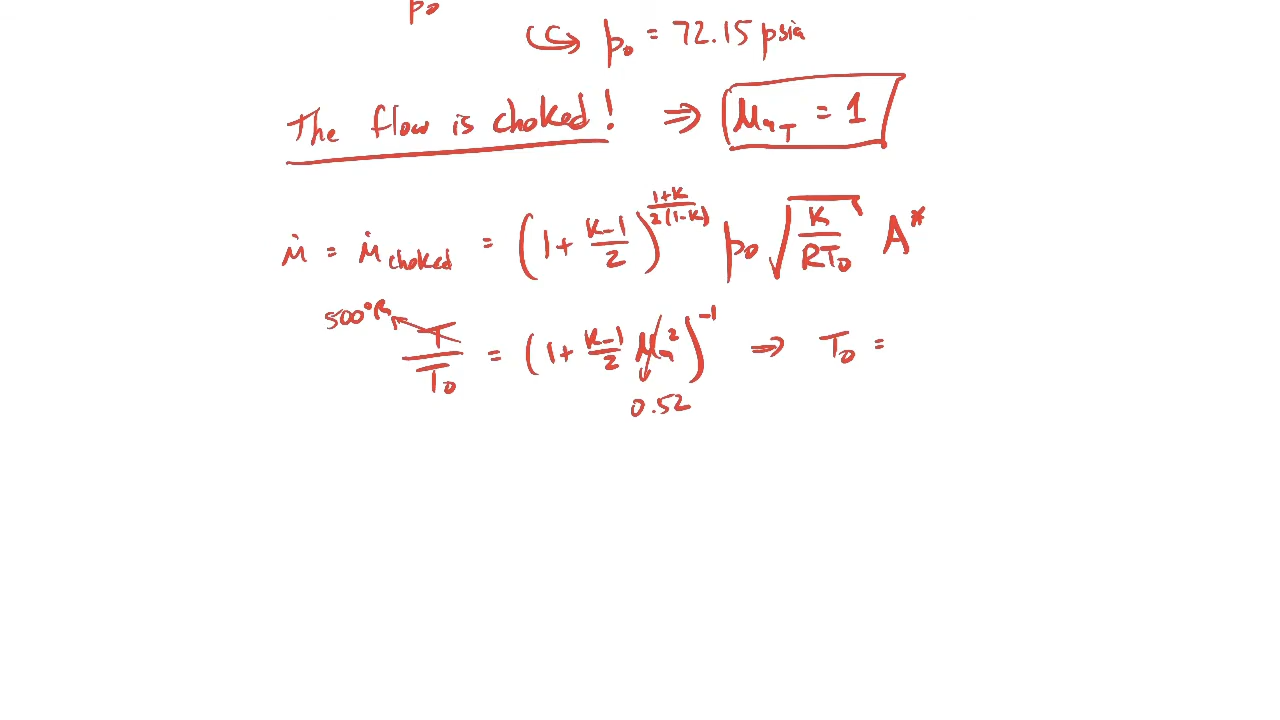 p₀
↪ p₀ = 72.15 psia
The flow is choked! ⇒ Ma_T = 1
ṁ = ṁ_choked = (1 + (k-1)/2)^((1+k)/(2(1-k))) p₀ √(k/(RT₀)) A*
500°R
T/T₀ = (1 + (k-1)/2 Ma²)^(-1) ⇒ T₀ =
0.52